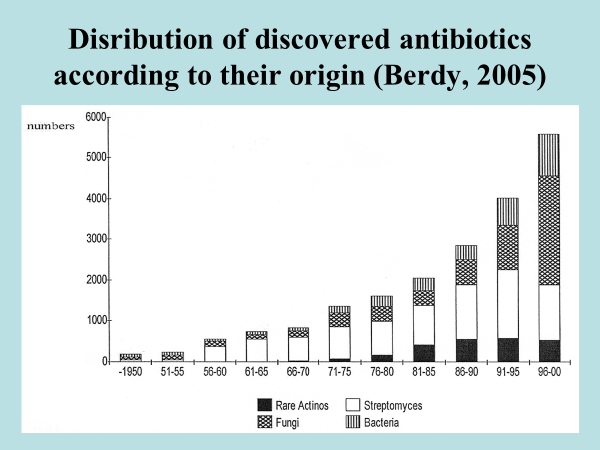 Disribution of discovered antibiotics
according to their origin (Berdy, 2005)
numbers
6000
5000
4000
3000
2000
1000
0
-1950 51-55 56-60 61-65 66-70 71-75 76-80 81-85 86-90 91-95 96-00
Rare Actinos Streptomyces
Fungi Bacteria